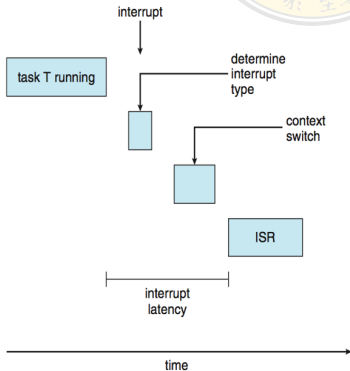 interrupt
task T running
determine
interrupt
type
context
switch
ISR
interrupt
latency
time